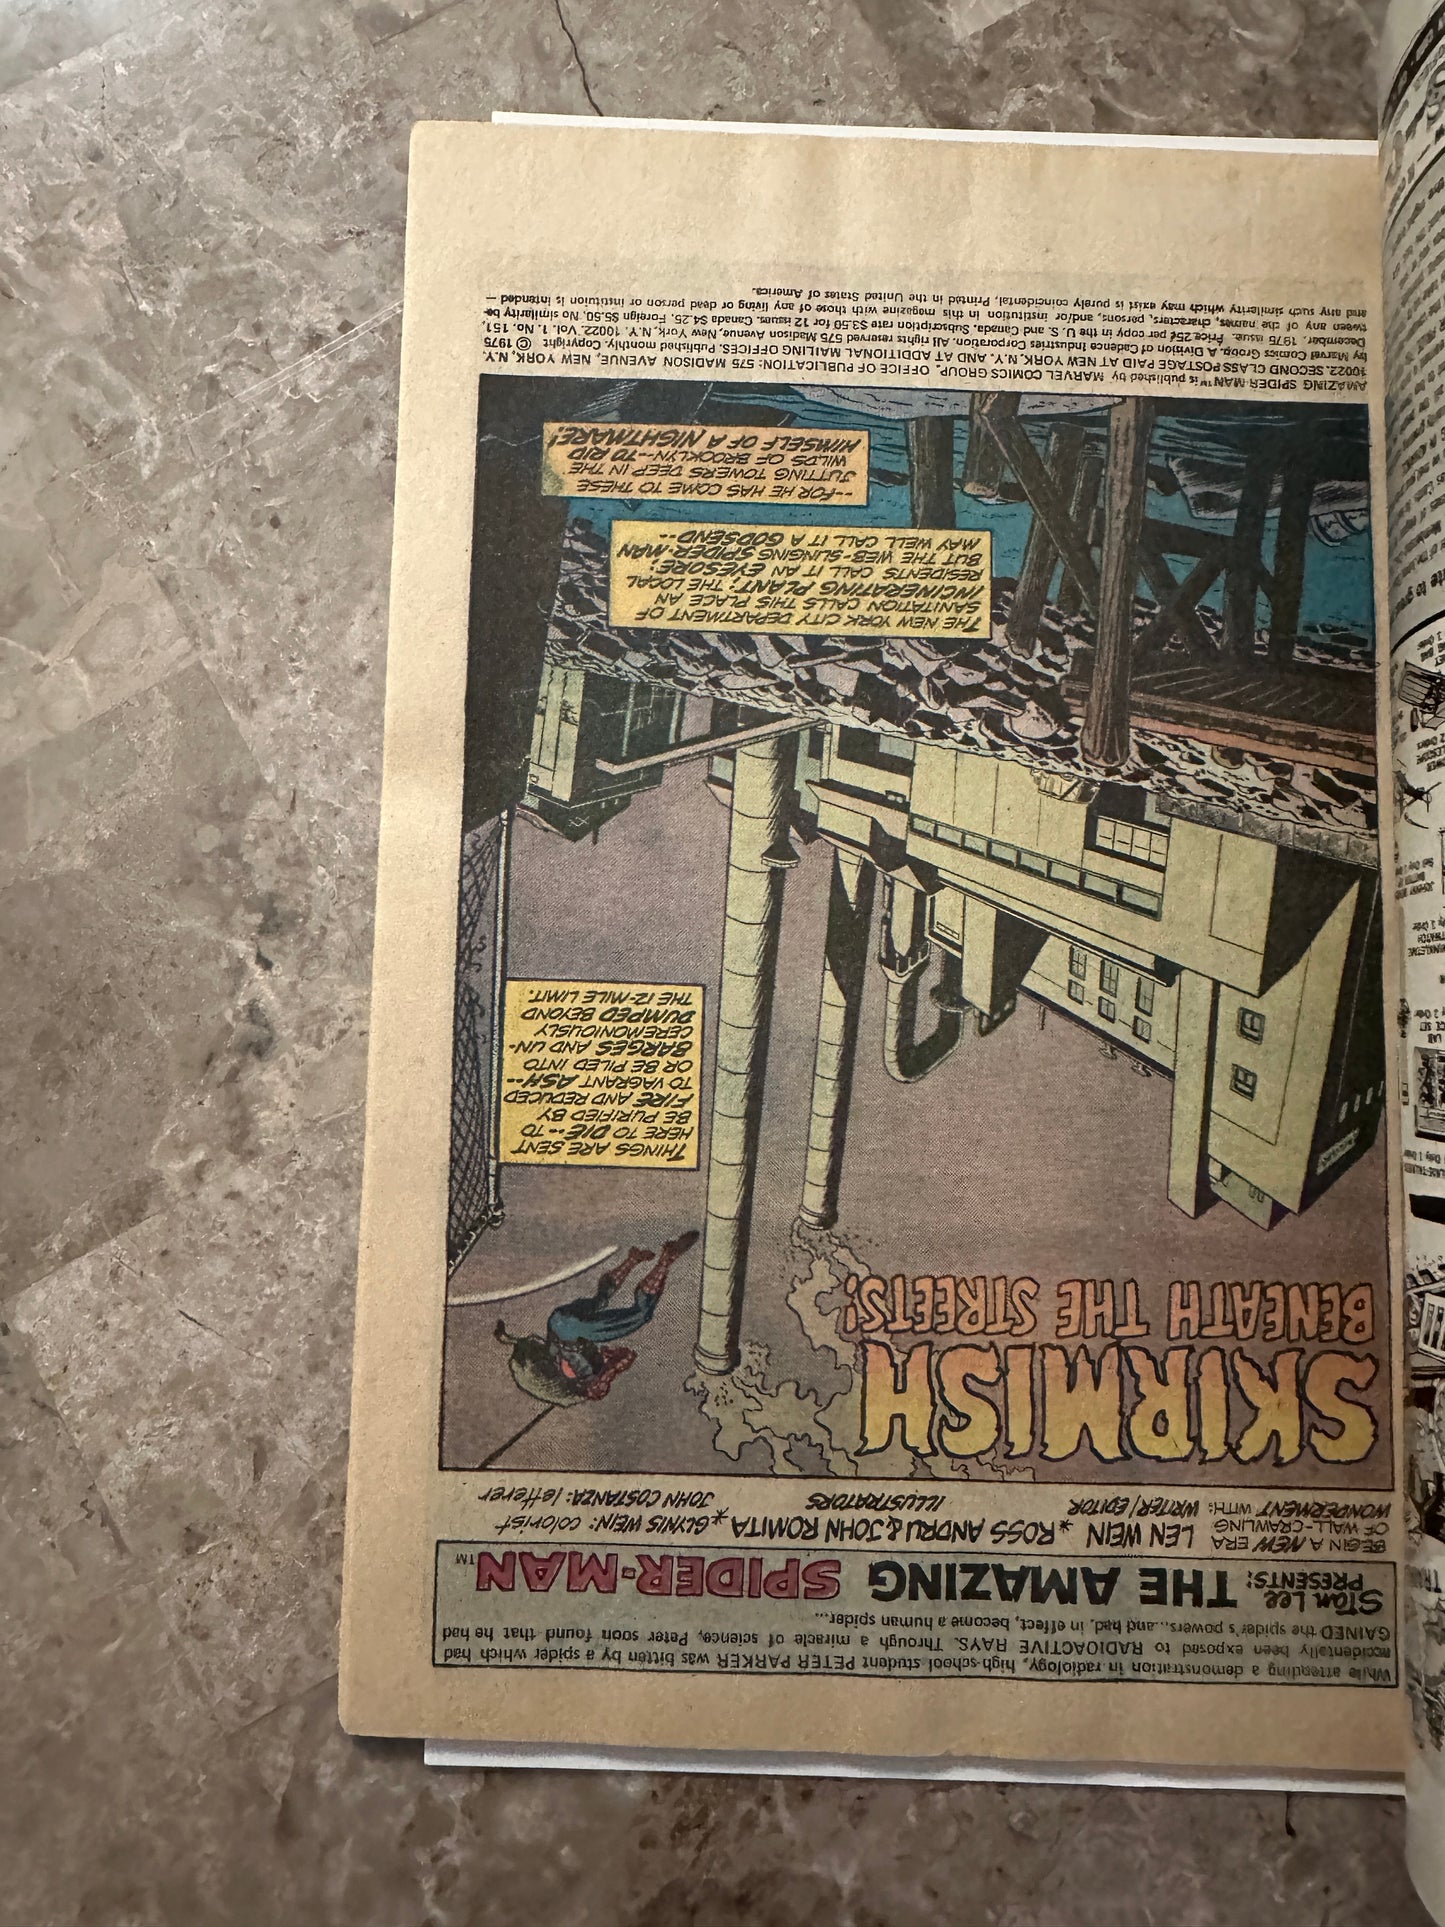 While attending a demonstration in radiology, high-school student PETER PARKER was bitten by a spider which had
accidentally been exposed to RADIOACTIVE RAYS. Through a miracle of science, Peter soon found that he had
GAINED the spider's powers...and had, in effect, become a human spider...
Stan Lee
PRESENTS:
THE AMAZING SPIDER-MAN™
BEGIN A NEW ERA
OF WALL-CRAWLING
WONDERMENT WITH:
LEN WEIN
WRITER/EDITOR
* ROSS ANDRU & JOHN ROMITA
ILLUSTRATORS
* GLYNIS WEIN: colorist
JOHN COSTANZA: letterer
SKIRMISH
BENEATH THE STREETS!
THINGS ARE SENT
HERE TO DIE--TO
BE PURIFIED BY
FIRE AND REDUCED
TO VAGRANT ASH--
OR BE PILED INTO
BARGES AND UN-
CEREMONIOUSLY
DUMPED BEYOND
THE 12-MILE LIMIT.
THE NEW YORK CITY DEPARTMENT OF
SANITATION CALLS THIS PLACE AN
INCINERATING PLANT; THE LOCAL
RESIDENTS CALL IT AN EYESORE;
BUT THE WEB-SLINGING SPIDER-MAN
MAY WELL CALL IT A GODSEND--
--FOR HE HAS COME TO THESE
JUTTING TOWERS DEEP IN THE
WILDS OF BROOKLYN--TO RID
HIMSELF OF A NIGHTMARE!
AMAZING SPIDER-MAN™ is published by MARVEL COMICS GROUP. OFFICE OF PUBLICATION: 575 MADISON AVENUE, NEW YORK, N.Y.
10022. SECOND CLASS POSTAGE PAID AT NEW YORK, N.Y. AND AT ADDITIONAL MAILING OFFICES. Published monthly. Copyright © 1975
by Marvel Comics Group, A Division of Cadence Industries Corporation. All rights reserved 575 Madison Avenue, New York, N.Y. 10022. Vol. 1, No. 151,
December, 1975 issue. Price 25¢ per copy in the U. S. and Canada. Subscription rate $3.50 for 12 issues. Canada $4.25. Foreign $5.50. No similarity be-
tween any of the names, characters, persons, and/or institution in this magazine with those of any living or dead person or instituion is intended —
and any such similarity which may exist is purely coincidental, Printed in the United States of America.